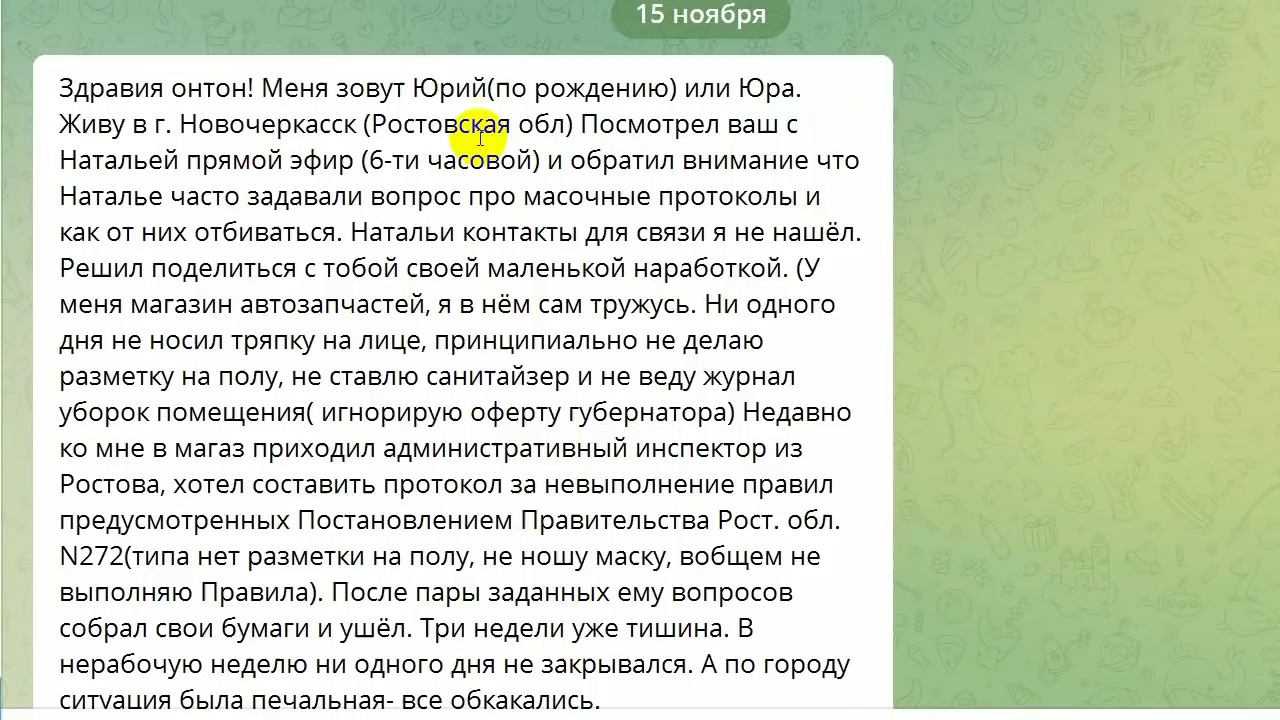 15 ноября
Здравия онтон! Меня зовут Юрий(по рождению) или Юра.
Живу в г. Новочеркасск (Ростовская обл) Посмотрел ваш с
Натальей прямой эфир (6-ти часовой) и обратил внимание что
Наталье часто задавали вопрос про масочные протоколы и
как от них отбиваться. Натальи контакты для связи я не нашёл.
Решил поделиться с тобой своей маленькой наработкой. (У
меня магазин автозапчастей, я в нём сам тружусь. Ни одного
дня не носил тряпку на лице, принципиально не делаю
разметку на полу, не ставлю санитайзер и не веду журнал
уборок помещения( игнорирую оферту губернатора) Недавно
ко мне в магаз приходил административный инспектор из
Ростова, хотел составить протокол за невыполнение правил
предусмотренных Постановлением Правительства Рост. обл.
N272(типа нет разметки на полу, не ношу маску, вобщем не
выполняю Правила). После пары заданных ему вопросов
собрал свои бумаги и ушёл. Три недели уже тишина. В
нерабочую неделю ни одного дня не закрывался. А по городу
ситуация была печальная- все обкакались.